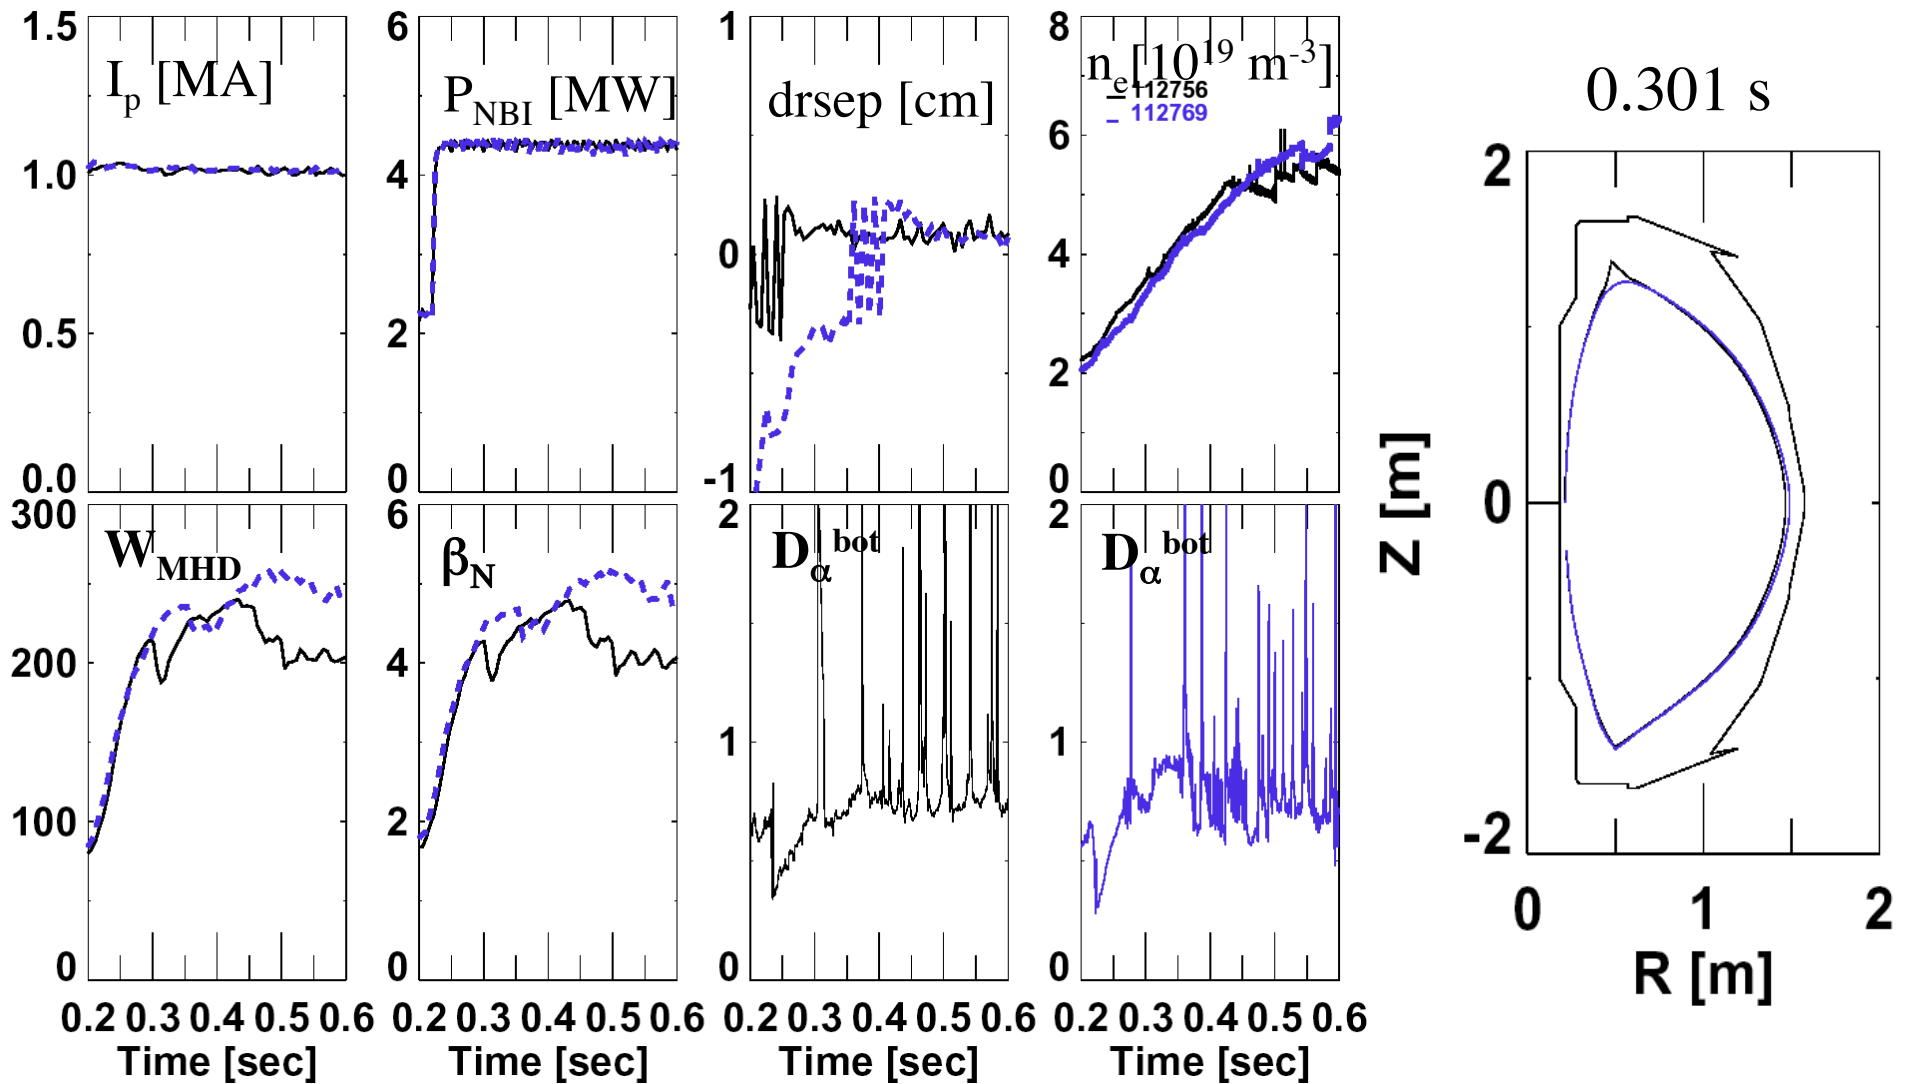 I_p [MA]
1.5
1.0
0.5
0.0
P_NBI [MW]
6
4
2
0
drsep [cm]
1
0
-1
n_e[10^19 m^-3]
112756
112769
8
6
4
2
0
0.301 s
W_MHD
300
200
100
0
0.2 0.3 0.4 0.5 0.6
Time [sec]
β_N
6
4
2
0
0.2 0.3 0.4 0.5 0.6
Time [sec]
D_α^bot
2
1
0
0.2 0.3 0.4 0.5 0.6
Time [sec]
D_α^bot
2
1
0
0.2 0.3 0.4 0.5 0.6
Time [sec]
Z [m]
2
0
-2
0 1 2
R [m]